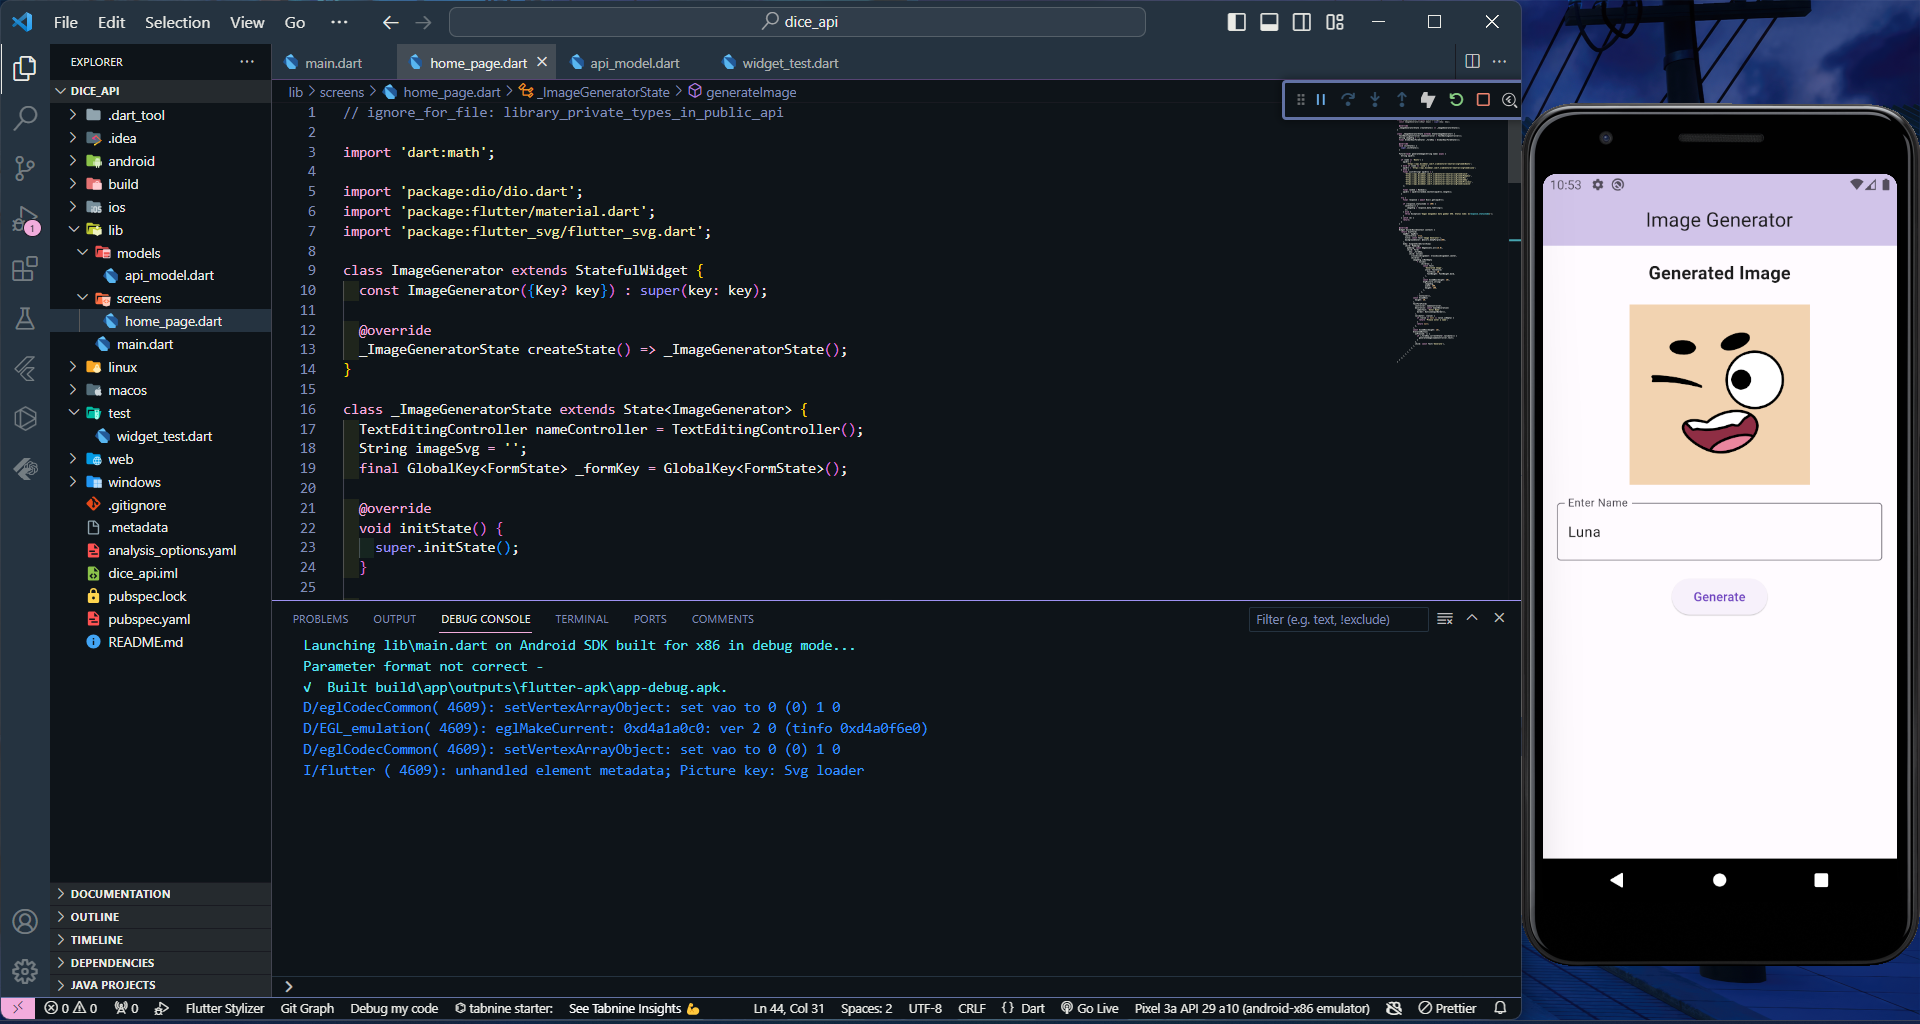 File Edit Selection View Go ··· dice_api
EXPLORER ···
DICE_API
.dart_tool
.idea
android
build
ios
lib
models
api_model.dart
screens
home_page.dart
main.dart
linux
macos
test
widget_test.dart
web
windows
.gitignore
.metadata
analysis_options.yaml
dice_api.iml
pubspec.lock
pubspec.yaml
README.md
DOCUMENTATION
OUTLINE
TIMELINE
DEPENDENCIES
JAVA PROJECTS
1
main.dart home_page.dart api_model.dart widget_test.dart
lib > screens > home_page.dart > _ImageGeneratorState > generateImage
1 // ignore_for_file: library_private_types_in_public_api
2
3 import 'dart:math';
4
5 import 'package:dio/dio.dart';
6 import 'package:flutter/material.dart';
7 import 'package:flutter_svg/flutter_svg.dart';
8
9 class ImageGenerator extends StatefulWidget {
10 const ImageGenerator({Key? key}) : super(key: key);
11
12 @override
13 _ImageGeneratorState createState() => _ImageGeneratorState();
14 }
15
16 class _ImageGeneratorState extends State<ImageGenerator> {
17 TextEditingController nameController = TextEditingController();
18 String imageSvg = '';
19 final GlobalKey<FormState> _formKey = GlobalKey<FormState>();
20
21 @override
22 void initState() {
23 super.initState();
24 }
25
PROBLEMS OUTPUT DEBUG CONSOLE TERMINAL PORTS COMMENTS Filter (e.g. text, !exclude)
Launching lib\main.dart on Android SDK built for x86 in debug mode...
Parameter format not correct -
√ Built build\app\outputs\flutter-apk\app-debug.apk.
D/eglCodecCommon( 4609): setVertexArrayObject: set vao to 0 (0) 1 0
D/EGL_emulation( 4609): eglMakeCurrent: 0xd4a1a0c0: ver 2 0 (tinfo 0xd4a0f6e0)
D/eglCodecCommon( 4609): setVertexArrayObject: set vao to 0 (0) 1 0
I/flutter ( 4609): unhandled element metadata; Picture key: Svg loader
>
0 0 0 Flutter Stylizer Git Graph Debug my code tabnine starter: See Tabnine Insights 💪 Ln 44, Col 31 Spaces: 2 UTF-8 CRLF {} Dart Go Live Pixel 3a API 29 a10 (android-x86 emulator) Prettier
10:53
Image Generator
Generated Image
Enter Name
Luna
Generate